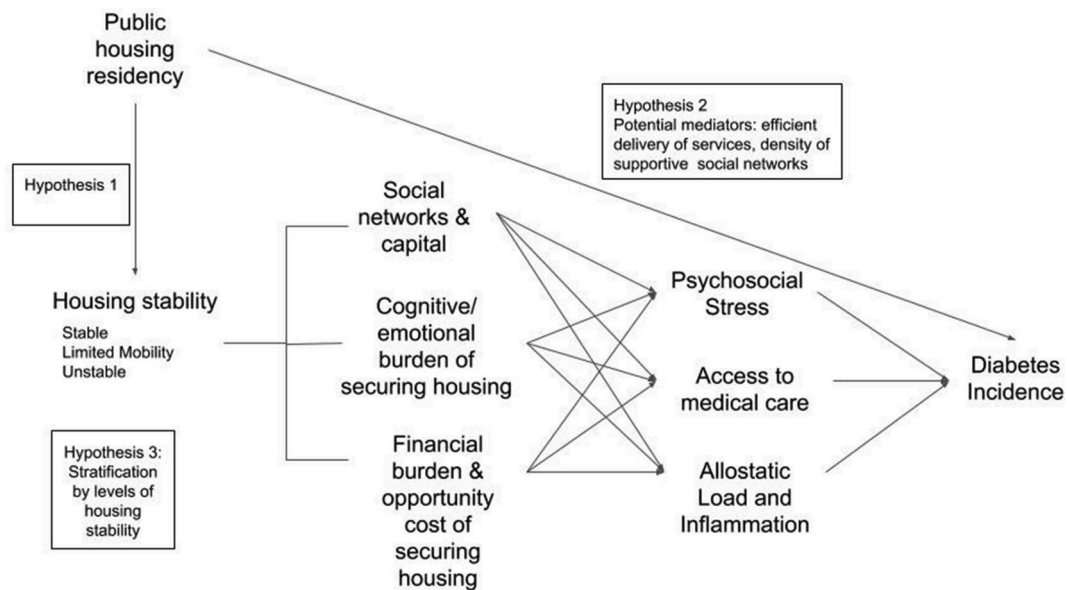 Public
housing
residency
Hypothesis 2
Potential mediators: efficient
delivery of services, density of
supportive social networks
Hypothesis 1
Social
networks &
capital
Housing stability
Stable
Limited Mobility
Unstable
Cognitive/
emotional
burden of
securing housing
Psychosocial
Stress
Access to
medical care
Diabetes
Incidence
Hypothesis 3:
Stratification
by levels of
housing
stability
Financial
burden &
opportunity
cost of
securing
housing
Allostatic
Load and
Inflammation